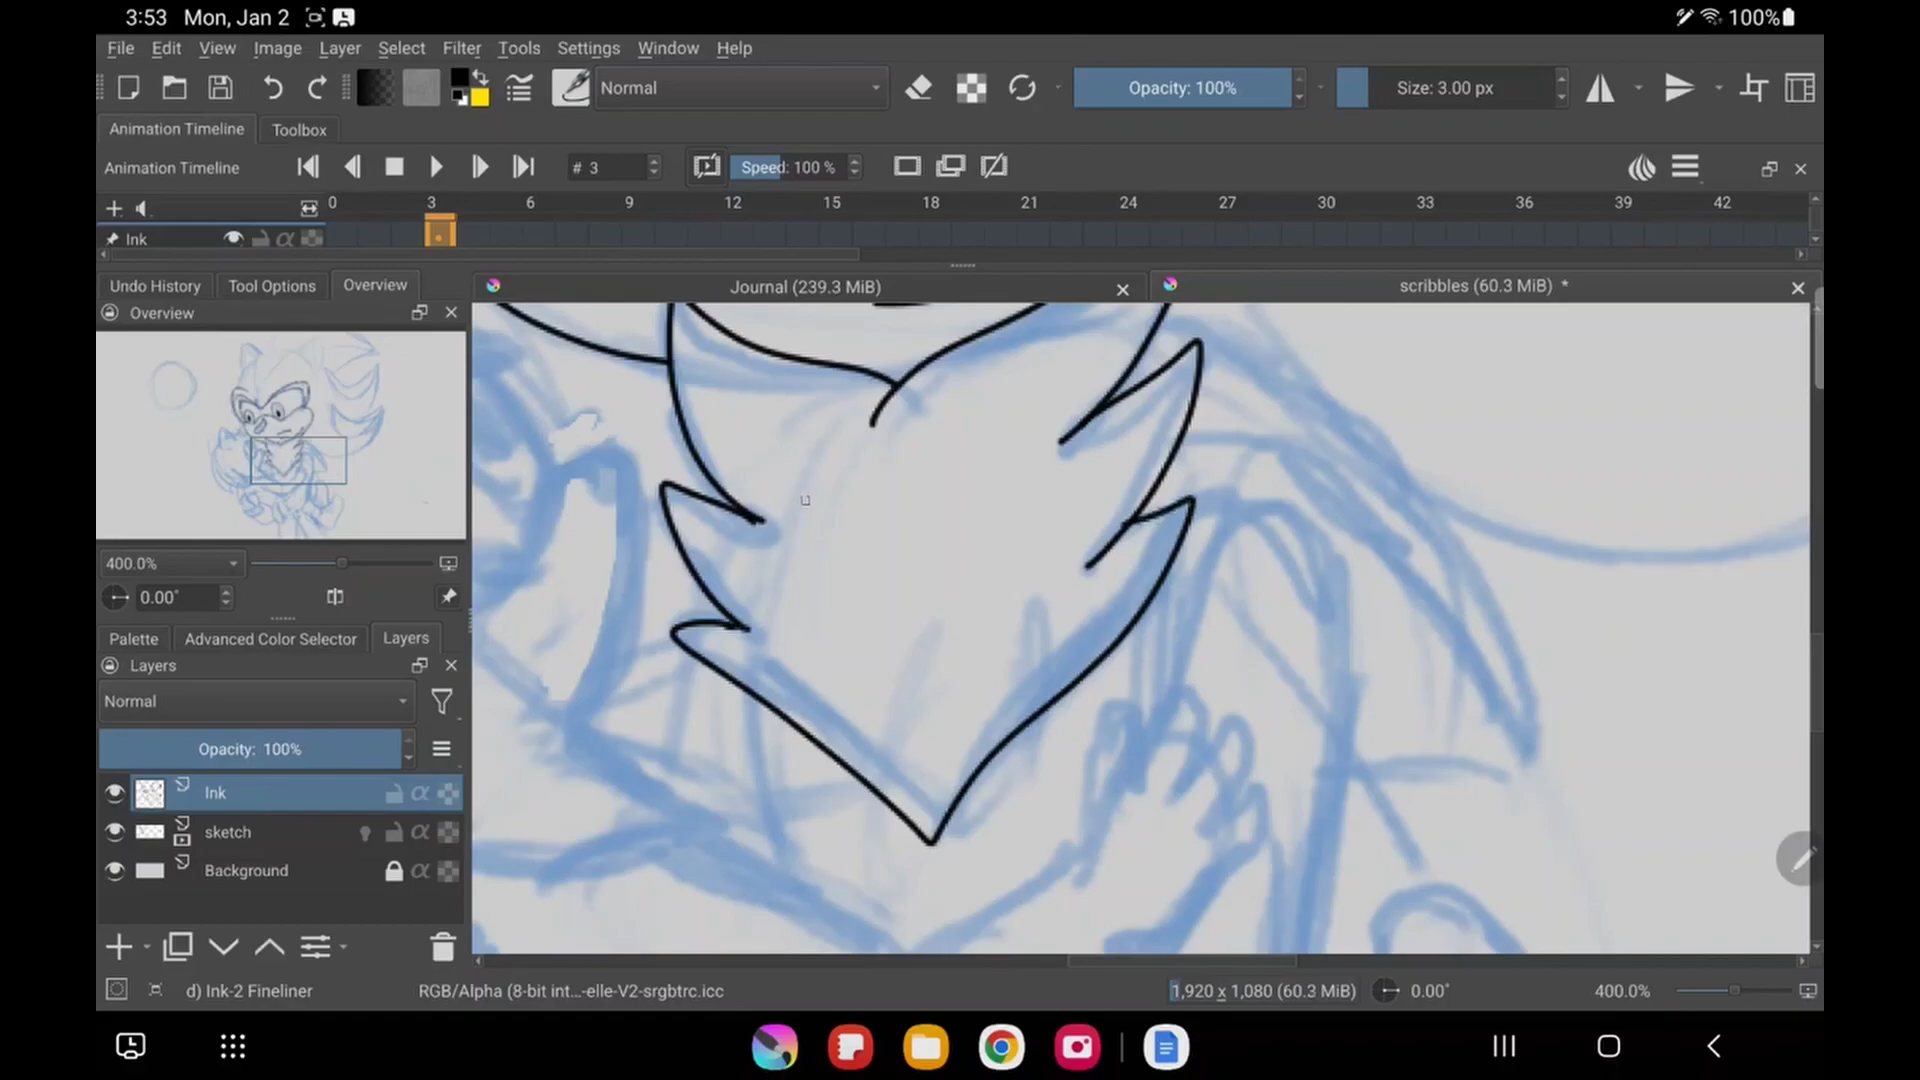 3:53 Mon, Jan 2 100%
File Edit View Image Layer Select Filter Tools Settings Window Help
Normal Opacity: 100% Size: 3.00 px
Animation Timeline Toolbox
Animation Timeline # 3 Speed: 100 %
0 3 6 9 12 15 18 21 24 27 30 33 36 39 42
Ink
Undo History Tool Options Overview Journal (239.3 MiB) scribbles (60.3 MiB) *
Overview
400.0%
0.00°
Palette Advanced Color Selector Layers
Layers
Normal
Opacity: 100%
Ink
sketch
Background
d) Ink-2 Fineliner RGB/Alpha (8-bit int...-elle-V2-srgbtrc.icc 1,920 x 1,080 (60.3 MiB) 0.00° 400.0%